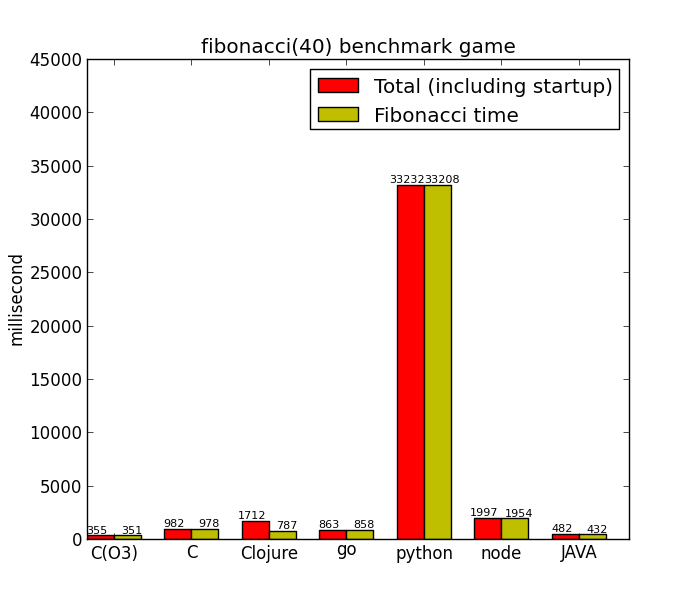 fibonacci(40) benchmark game
Total (including startup)
Fibonacci time
millisecond
45000
40000
35000
30000
25000
20000
15000
10000
5000
0
355 351 982 978 1712 787 863 858 33232 33208 1997 1954 482 432
C(O3) C Clojure go python node JAVA